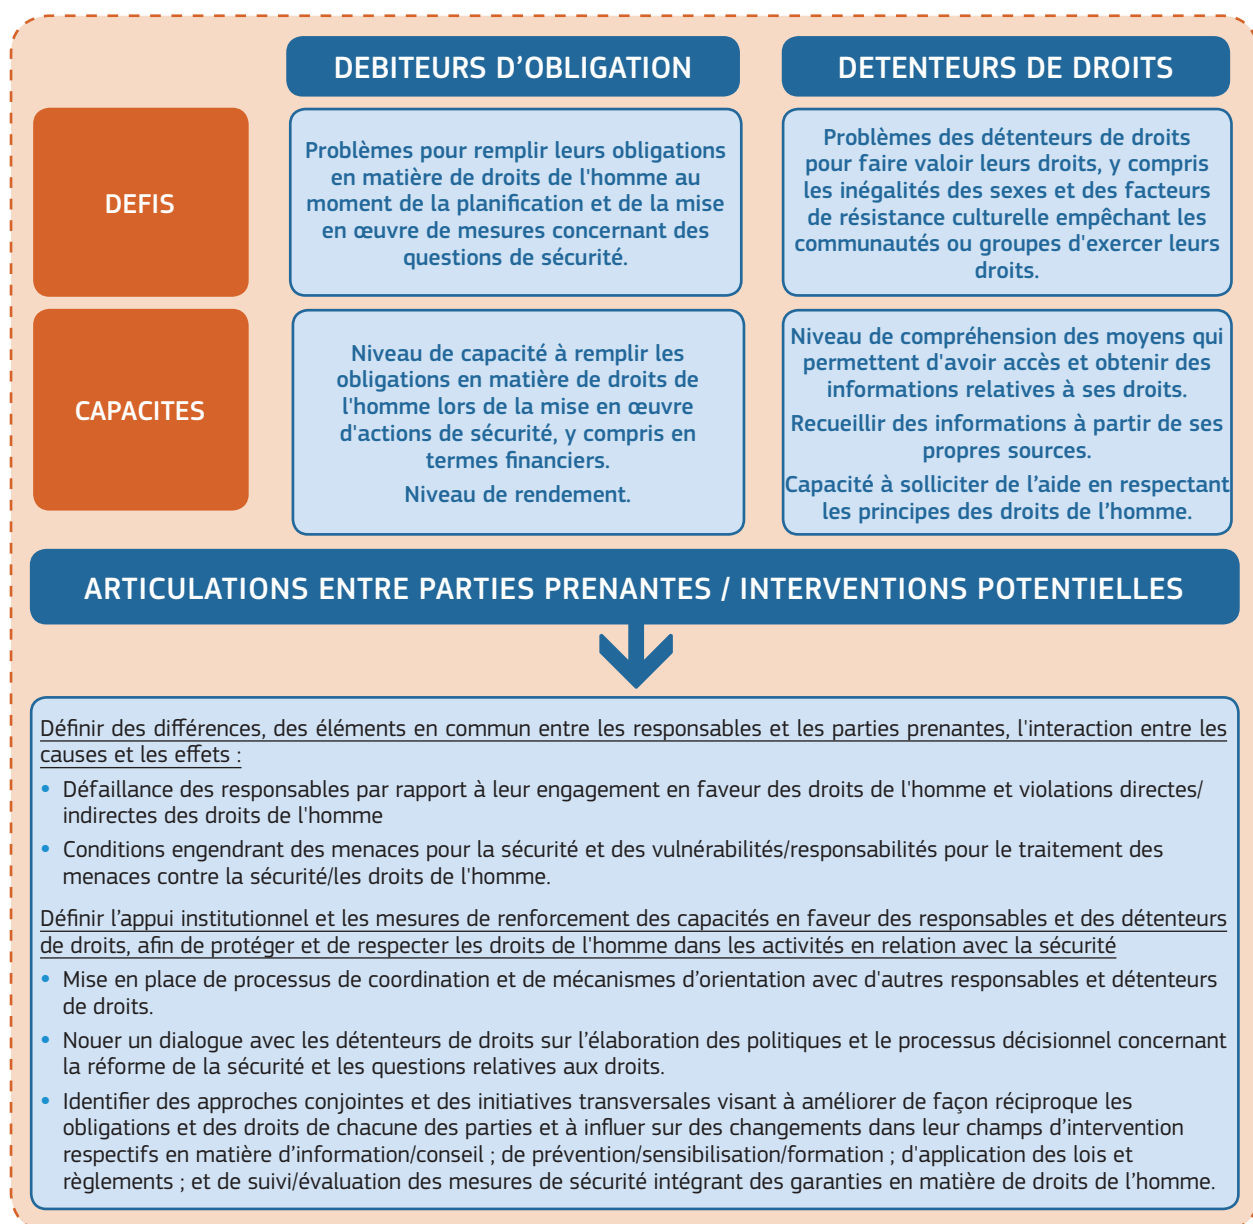 DEBITEURS D’OBLIGATION
DETENTEURS DE DROITS
DEFIS
Problèmes pour remplir leurs obligations
en matière de droits de l'homme au
moment de la planification et de la mise
en œuvre de mesures concernant des
questions de sécurité.
Problèmes des détenteurs de droits
pour faire valoir leurs droits, y compris
les inégalités des sexes et des facteurs
de résistance culturelle empêchant les
communautés ou groupes d'exercer leurs
droits.
CAPACITES
Niveau de capacité à remplir les
obligations en matière de droits de
l'homme lors de la mise en œuvre
d'actions de sécurité, y compris en
termes financiers.
Niveau de rendement.
Niveau de compréhension des moyens qui
permettent d'avoir accès et obtenir des
informations relatives à ses droits.
Recueillir des informations à partir de ses
propres sources.
Capacité à solliciter de l’aide en respectant
les principes des droits de l’homme.
ARTICULATIONS ENTRE PARTIES PRENANTES / INTERVENTIONS POTENTIELLES
Définir des différences, des éléments en commun entre les responsables et les parties prenantes, l'interaction entre les
causes et les effets :
• Défaillance des responsables par rapport à leur engagement en faveur des droits de l'homme et violations directes/
indirectes des droits de l'homme
• Conditions engendrant des menaces pour la sécurité et des vulnérabilités/responsabilités pour le traitement des
menaces contre la sécurité/les droits de l'homme.
Définir l’appui institutionnel et les mesures de renforcement des capacités en faveur des responsables et des détenteurs
de droits, afin de protéger et de respecter les droits de l'homme dans les activités en relation avec la sécurité
• Mise en place de processus de coordination et de mécanismes d’orientation avec d'autres responsables et détenteurs
de droits.
• Nouer un dialogue avec les détenteurs de droits sur l’élaboration des politiques et le processus décisionnel concernant
la réforme de la sécurité et les questions relatives aux droits.
• Identifier des approches conjointes et des initiatives transversales visant à améliorer de façon réciproque les
obligations et des droits de chacune des parties et à influer sur des changements dans leur champs d’intervention
respectifs en matière d’information/conseil ; de prévention/sensibilisation/formation ; d'application des lois et
règlements ; et de suivi/évaluation des mesures de sécurité intégrant des garanties en matière de droits de l’homme.